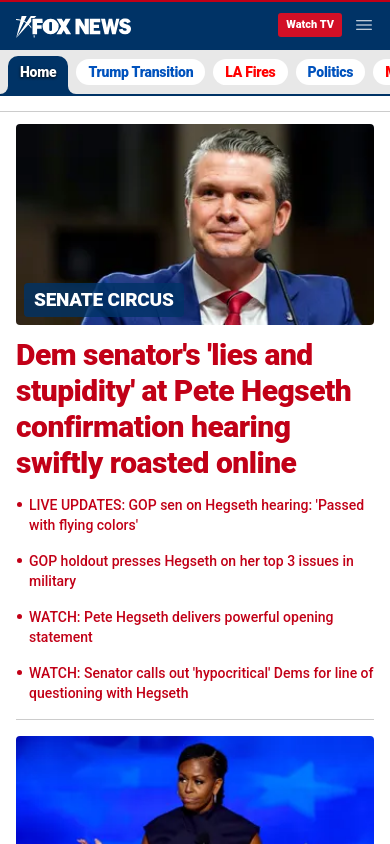 FOX NEWS
Watch TV
Home
Trump Transition
LA Fires
Politics
SENATE CIRCUS
Dem senator's 'lies and
stupidity' at Pete Hegseth
confirmation hearing
swiftly roasted online
• LIVE UPDATES: GOP sen on Hegseth hearing: 'Passed
with flying colors'
• GOP holdout presses Hegseth on her top 3 issues in
military
• WATCH: Pete Hegseth delivers powerful opening
statement
• WATCH: Senator calls out 'hypocritical' Dems for line of
questioning with Hegseth